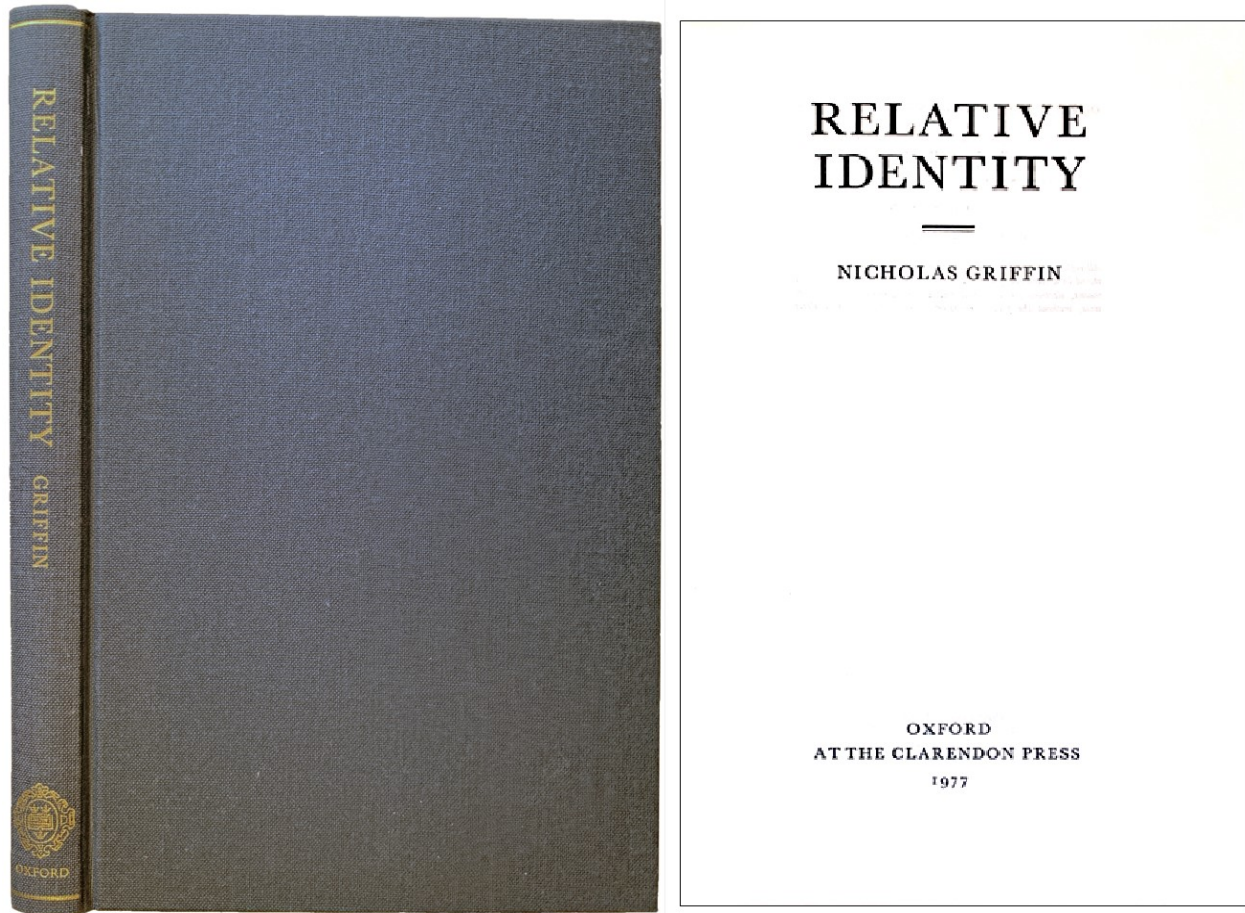 RELATIVE IDENTITY GRIFFIN
OXFORD
RELATIVE
IDENTITY
NICHOLAS GRIFFIN
OXFORD
AT THE CLARENDON PRESS
1977